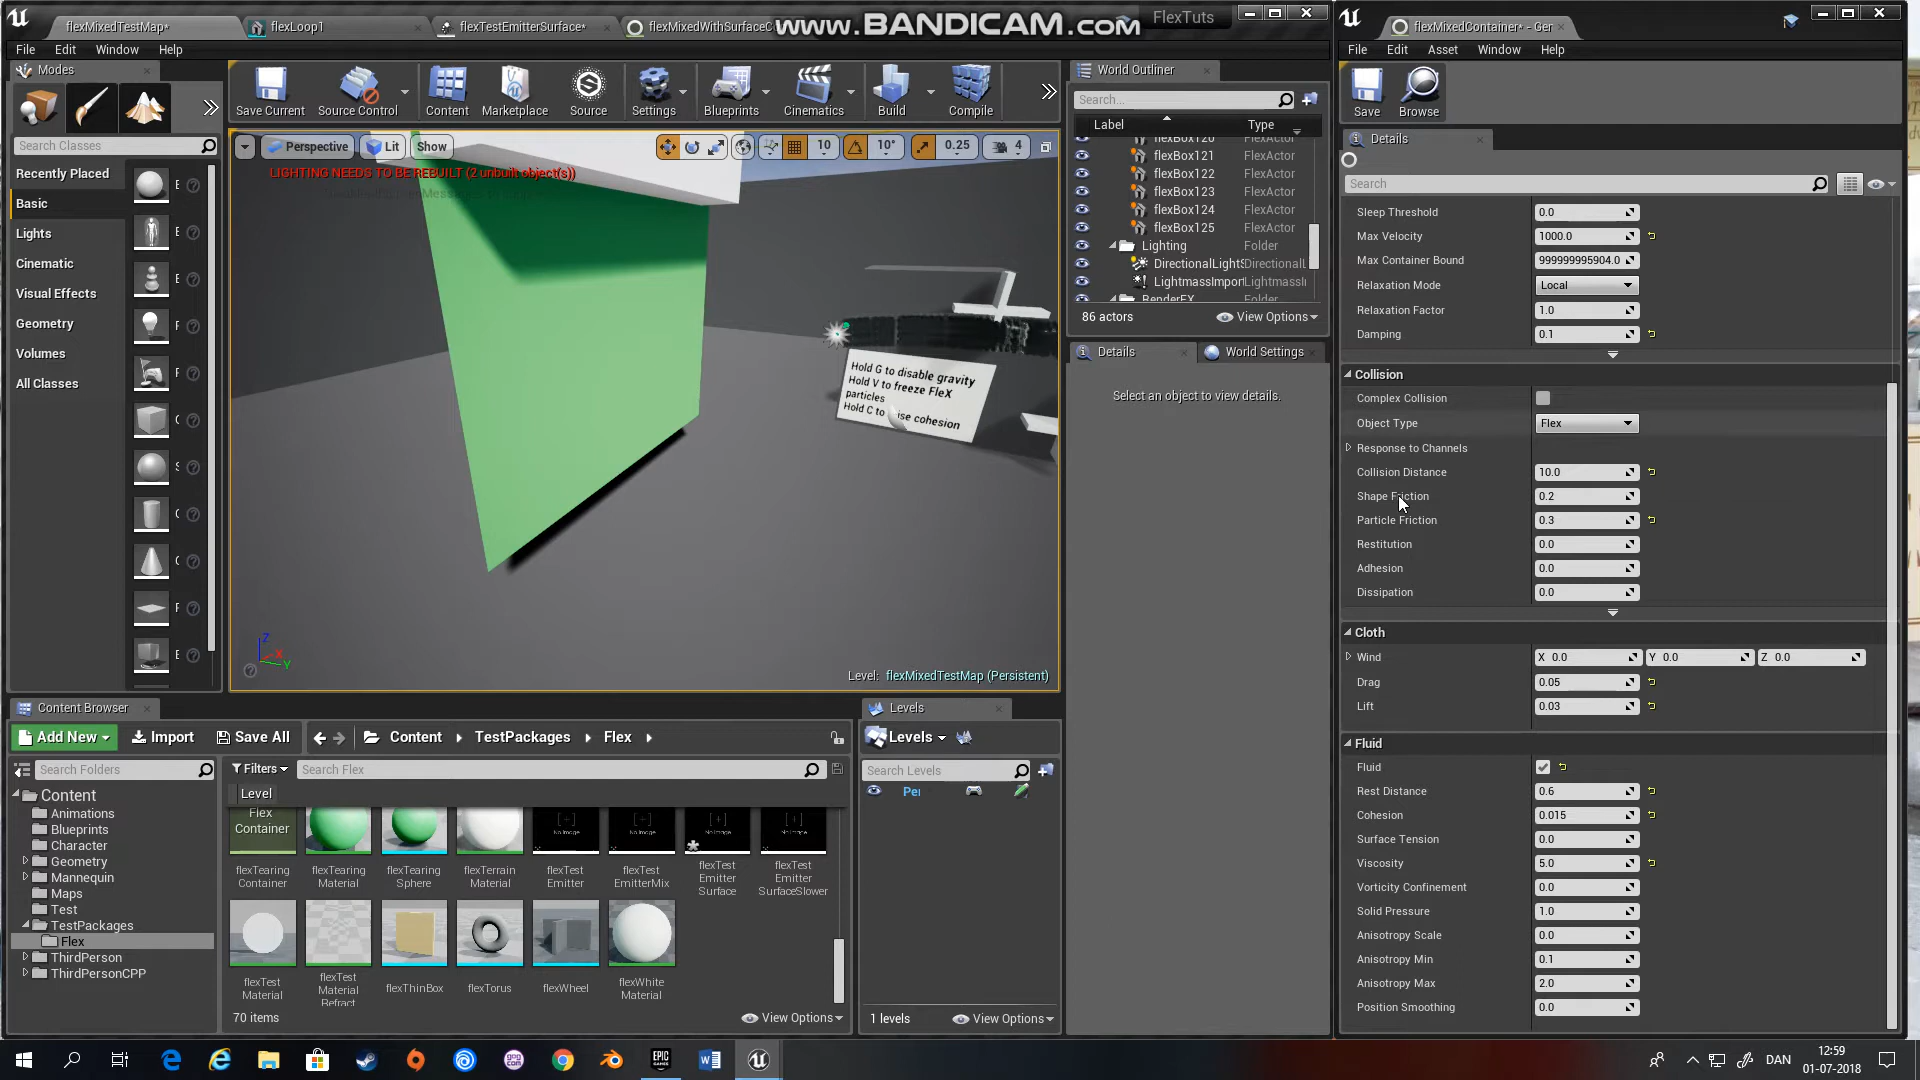 flexMixedTestMap*
flexLoop1
flexTestEmitterSurface*
flexMixedWithSurfaceC
www.BANDICAM.com
FlexTuts
flexMixedContainer* - Ger
File Edit Window Help
File Edit Asset Window Help
Modes
Save Current
Source Control
Content
Marketplace
Source
Settings
Blueprints
Cinematics
Build
Compile
World Outliner
Search...
Label
Type
flexBox120 FlexActor
flexBox121 FlexActor
flexBox122 FlexActor
flexBox123 FlexActor
flexBox124 FlexActor
flexBox125 FlexActor
Lighting Folder
DirectionalLightS DirectionalL
LightmassImport LightmassI
RenderFX Folder
86 actors
View Options
Save
Browse
Details
Search
Search Classes
Recently Placed
Basic
Lights
Cinematic
Visual Effects
Geometry
Volumes
All Classes
Perspective
Lit
Show
10
10°
0.25
4
LIGHTING NEEDS TO BE REBUILT (2 unbuilt object(s))
Hold G to disable gravity
Hold V to freeze FleX
particles
Hold C to
ise cohesion
Level: flexMixedTestMap (Persistent)
Details
World Settings
Select an object to view details.
Sleep Threshold 0.0
Max Velocity 1000.0
Max Container Bound 999999995904.0
Relaxation Mode Local
Relaxation Factor 1.0
Damping 0.1
Collision
Complex Collision
Object Type Flex
Response to Channels
Collision Distance 10.0
Shape Friction 0.2
Particle Friction 0.3
Restitution 0.0
Adhesion 0.0
Dissipation 0.0
Cloth
Wind X 0.0 Y 0.0 Z 0.0
Drag 0.05
Lift 0.03
Fluid
Fluid
Rest Distance 0.6
Cohesion 0.015
Surface Tension 0.0
Viscosity 5.0
Vorticity Confinement 0.0
Solid Pressure 1.0
Anisotropy Scale 0.0
Anisotropy Min 0.1
Anisotropy Max 2.0
Position Smoothing 0.0
Content Browser
Add New
Import
Save All
Content
TestPackages
Flex
Search Folders
Filters
Search Flex
Level
Content
Animations
Blueprints
Character
Geometry
Mannequin
Maps
Test
TestPackages
Flex
ThirdPerson
ThirdPersonCPP
Flex
Container
No Image
No Image
No Image
No Image
flexTearing
Container
flexTearing
Material
flexTearing
Sphere
flexTerrain
Material
flexTest
Emitter
flexTest
EmitterMix
flexTest
Emitter
Surface
flexTest
Emitter
SurfaceSlower
flexTest
Material
flexTest
Material
Refract
flexThinBox
flexTorus
flexWheel
flexWhite
Material
70 items
View Options
Levels
Levels
Search Levels
Per
1 levels
View Options
EPIC
GAMES
DAN
12:59
01-07-2018